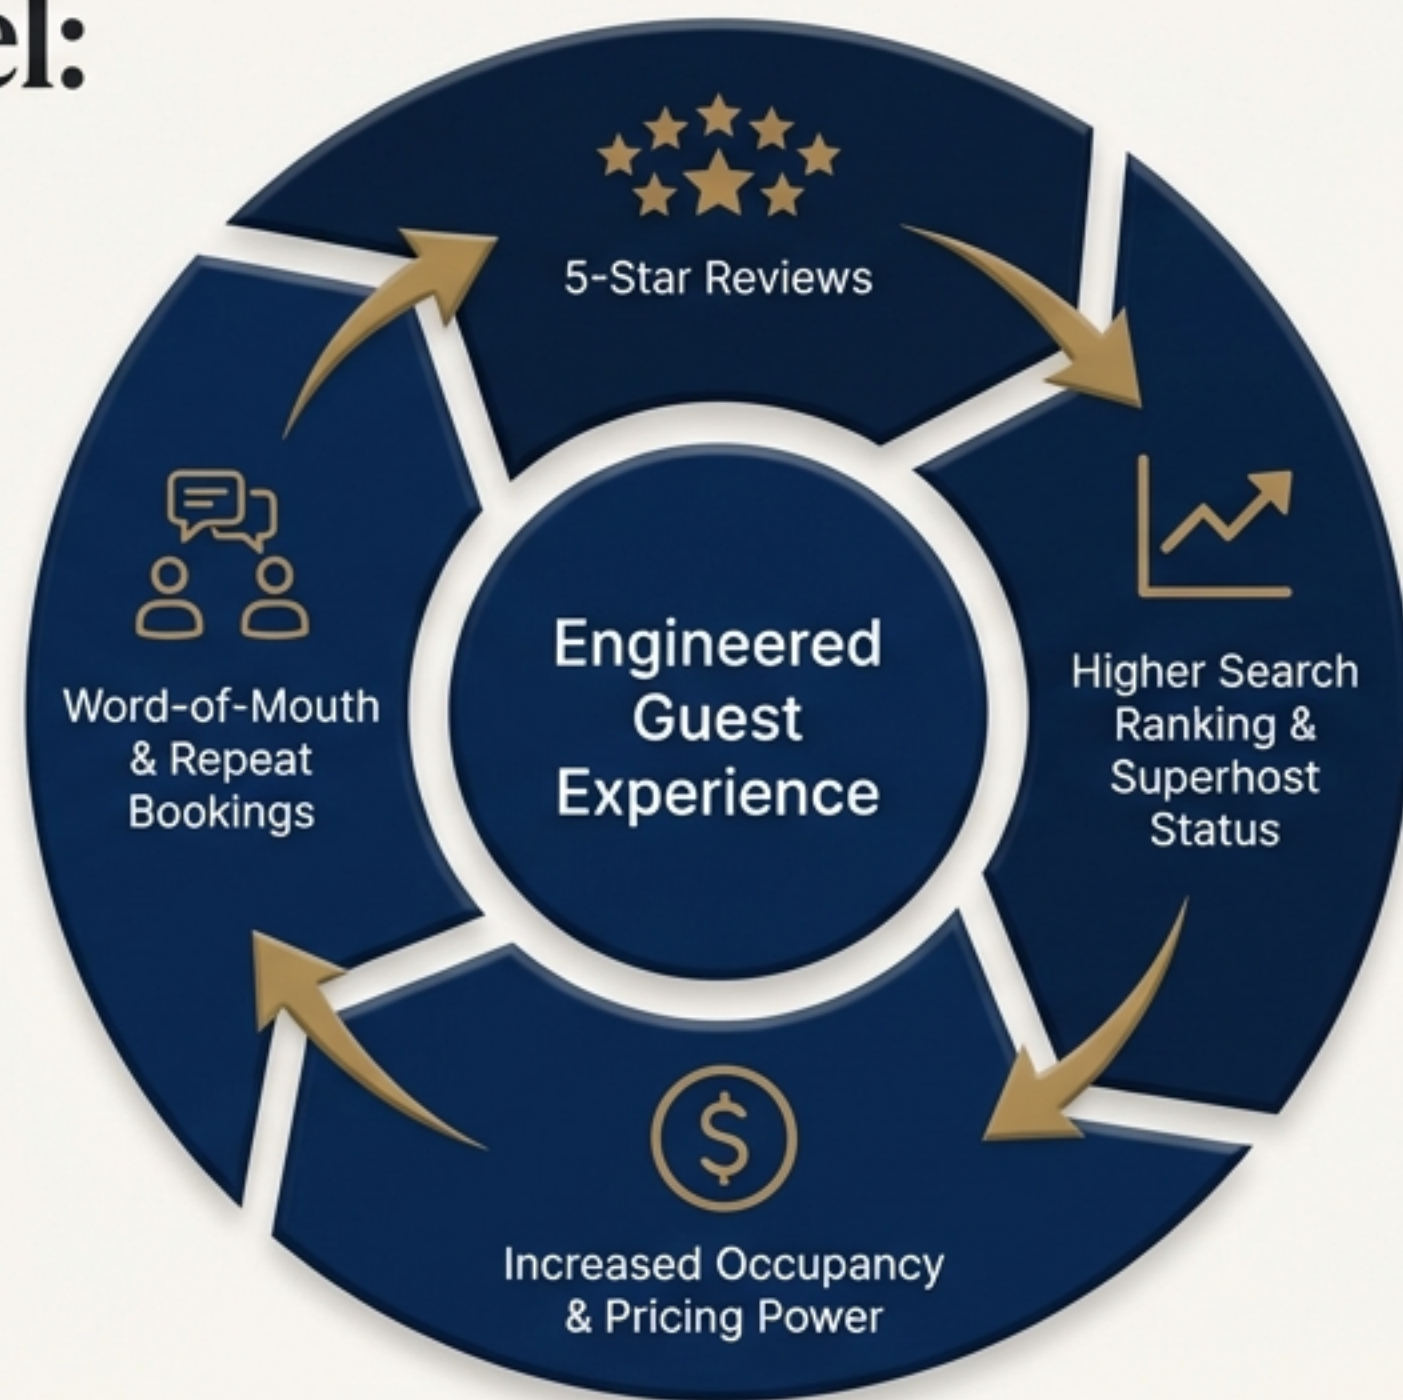 el:
5-Star Reviews
Higher Search
Ranking &
Superhost
Status
Increased Occupancy
& Pricing Power
Word-of-Mouth
& Repeat
Bookings
Engineered
Guest
Experience